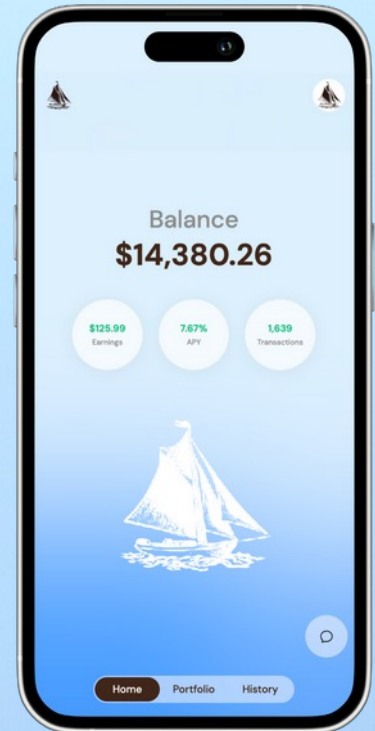 Balance
$14,380.26
$125.99 7.67% 1,639
Earnings APY Transactions
Home Portfolio History